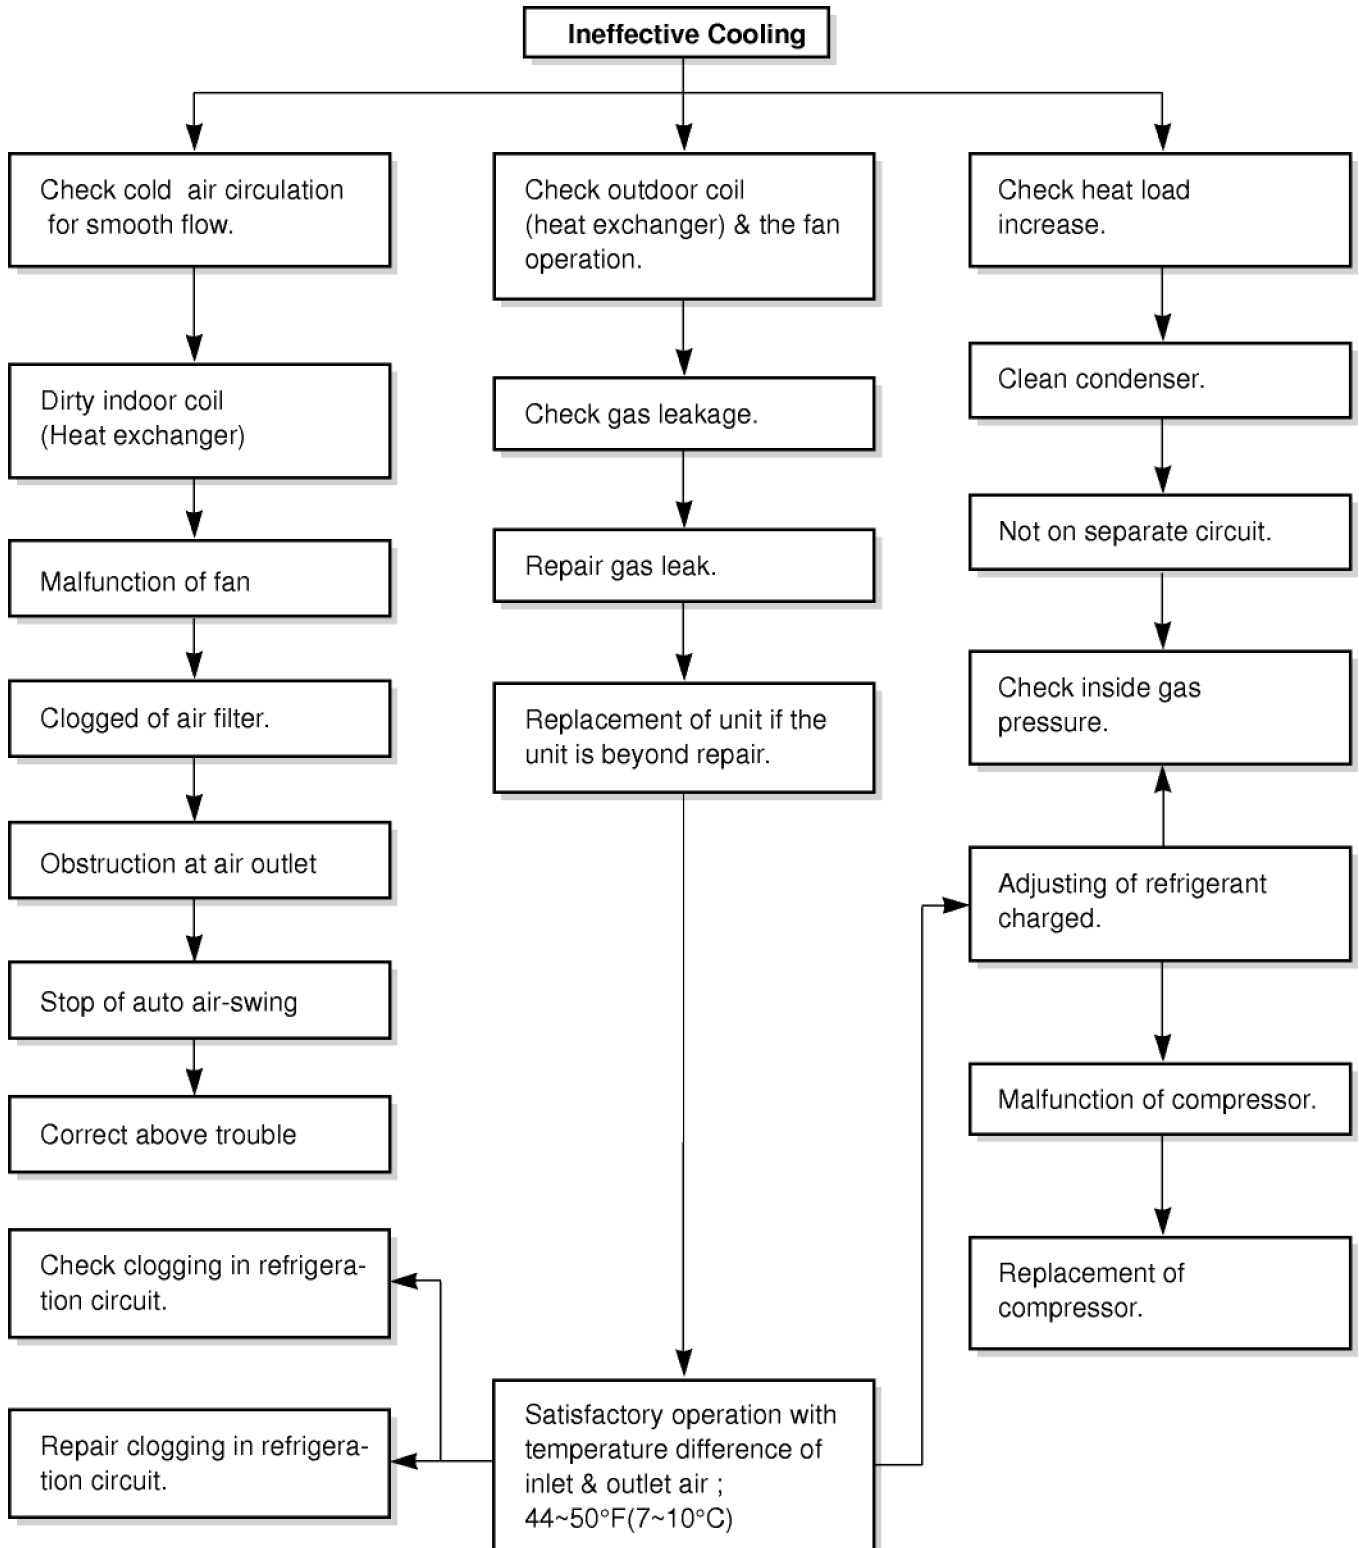 Ineffective Cooling
Check cold air circulation
for smooth flow.
Dirty indoor coil
(Heat exchanger)
Malfunction of fan
Clogged of air filter.
Obstruction at air outlet
Stop of auto air-swing
Correct above trouble
Check clogging in refrigera-
tion circuit.
Repair clogging in refrigera-
tion circuit.
Check outdoor coil
(heat exchanger) & the fan
operation.
Check gas leakage.
Repair gas leak.
Replacement of unit if the
unit is beyond repair.
Satisfactory operation with
temperature difference of
inlet & outlet air ;
44~50°F(7~10°C)
Check heat load
increase.
Clean condenser.
Not on separate circuit.
Check inside gas
pressure.
Adjusting of refrigerant
charged.
Malfunction of compressor.
Replacement of
compressor.